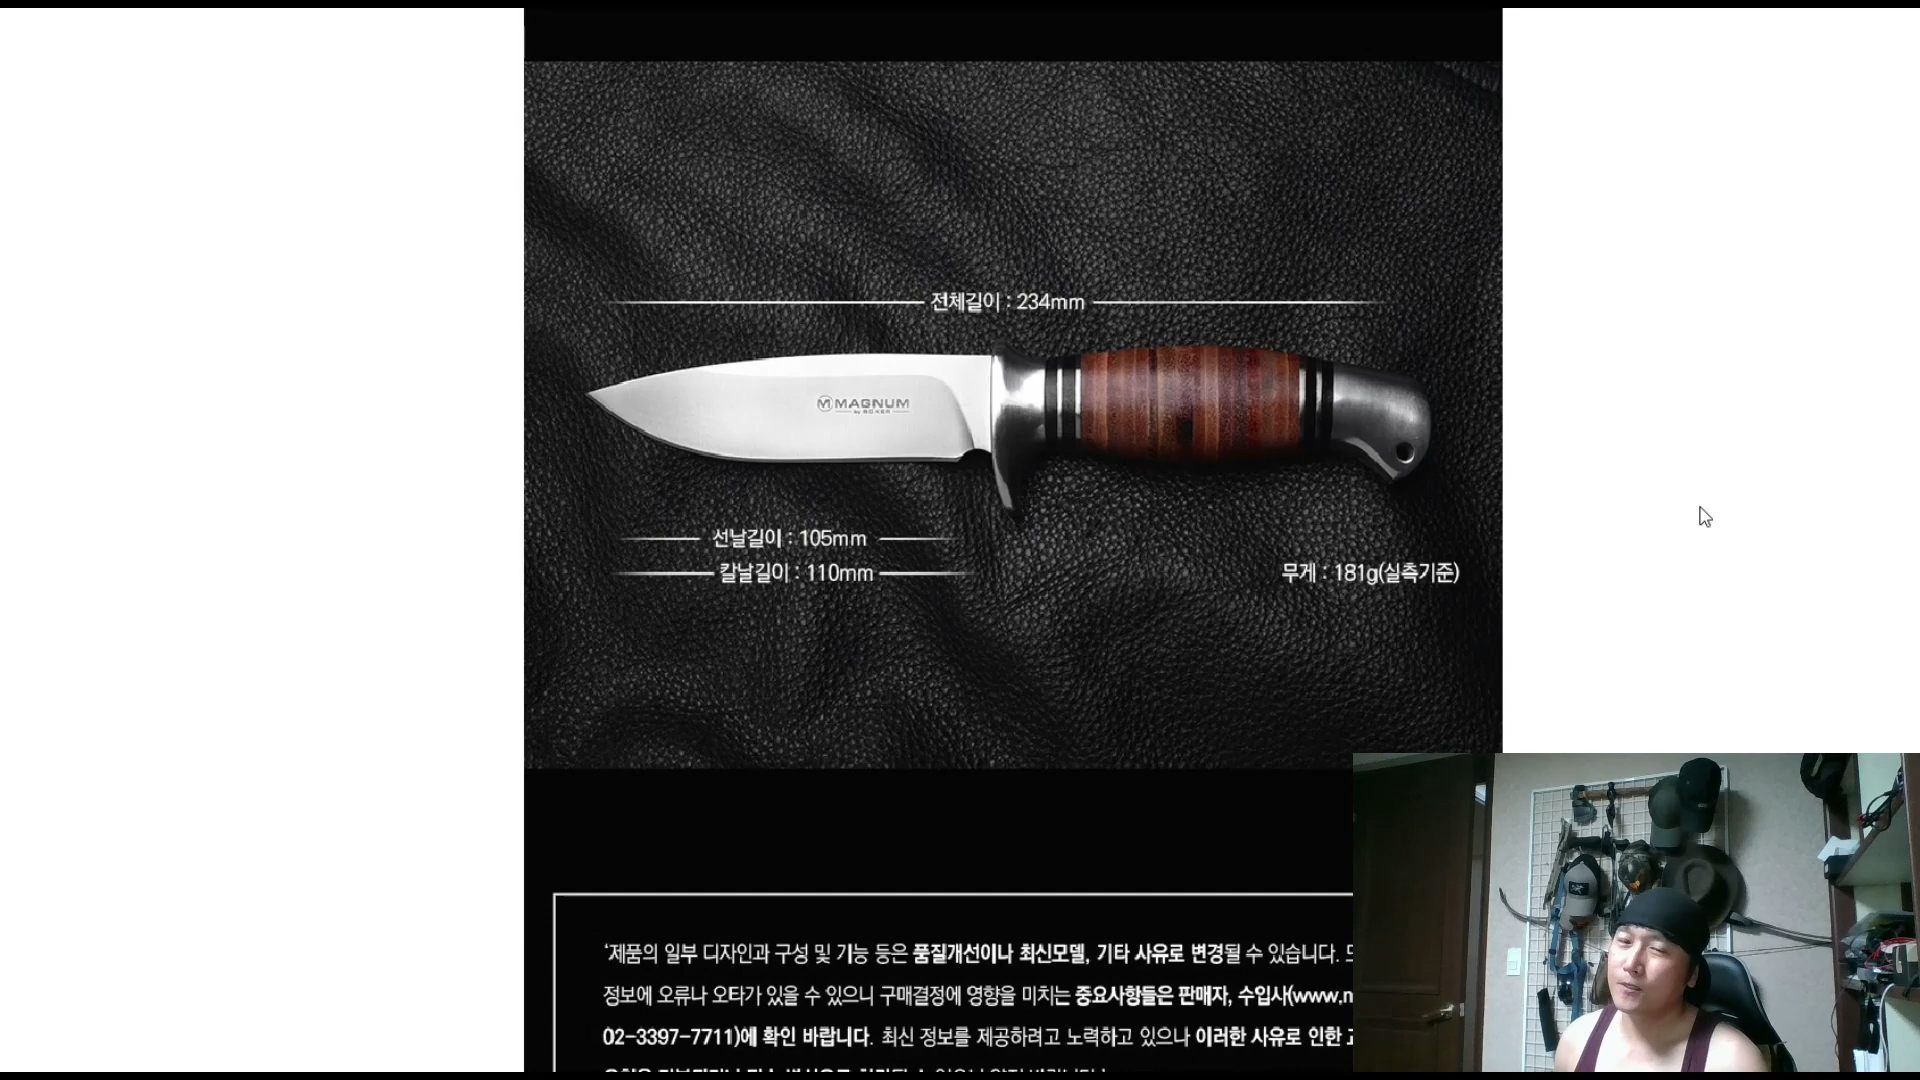 전체길이 : 234mm
MAGNUM
by BÖKER
선날길이 : 105mm
칼날길이 : 110mm
무게 : 181g(실측기준)
'제품의 일부 디자인과 구성 및 기능 등은 품질개선이나 최신모델, 기타 사유로 변경될 수 있습니다.
정보에 오류나 오타가 있을 수 있으니 구매결정에 영향을 미치는 중요사항들은 판매자, 수입사(www.
02-3397-7711)에 확인 바랍니다. 최신 정보를 제공하려고 노력하고 있으나 이러한 사유로 인한